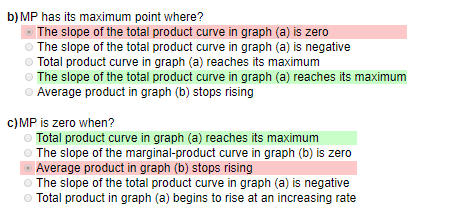 b) MP has its maximum point where?
The slope of the total product curve in graph (a) is zero
The slope of the total product curve in graph (a) is negative
Total product curve in graph (a) reaches its maximum
The slope of the total product curve in graph (a) reaches its maximum
Average product in graph (b) stops rising
c) MP is zero when?
Total product curve in graph (a) reaches its maximum
The slope of the marginal-product curve in graph (b) is zero
Average product in graph (b) stops rising
The slope of the total product curve in graph (a) is negative
Total product in graph (a) begins to rise at an increasing rate